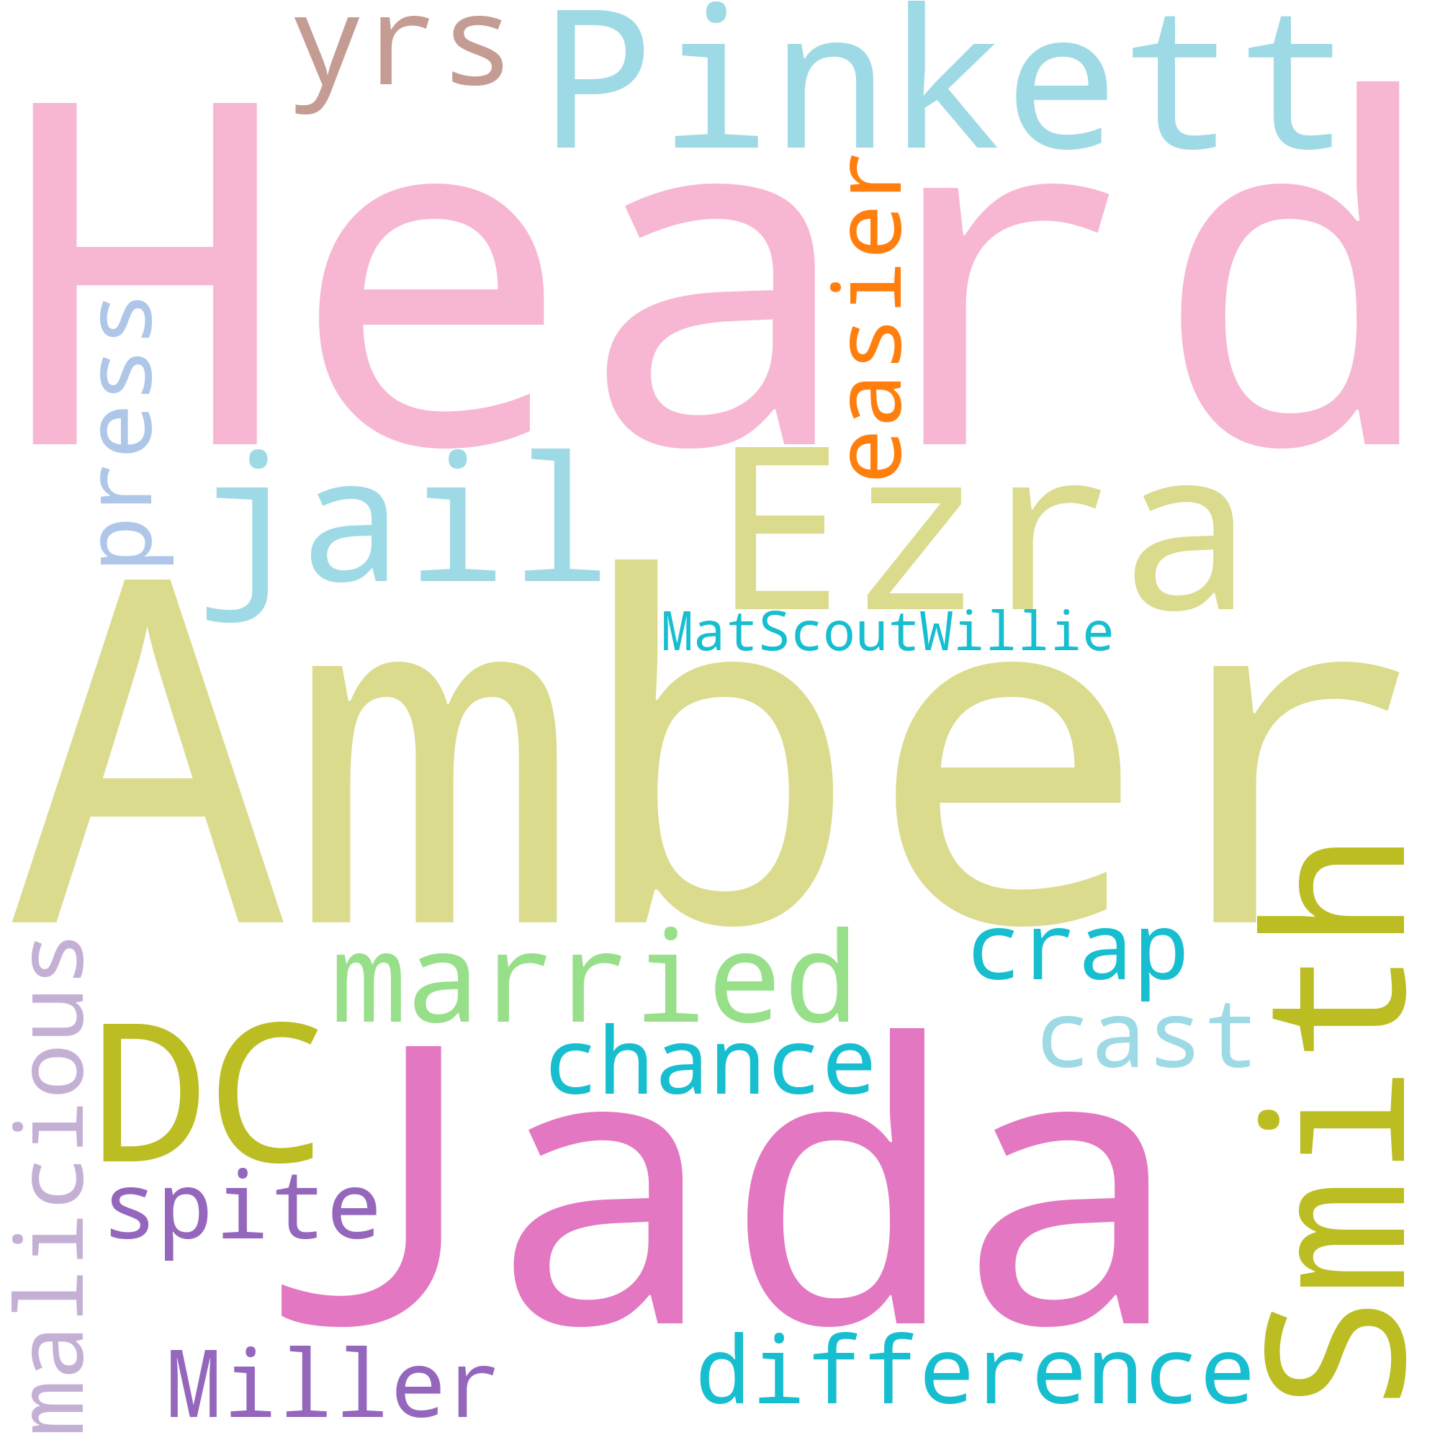 yrs
Pinkett
Heard
easier
press
jail
Ezra
MatScoutWillie
Amber
Smith
malicious
married
crap
cast
DC
chance
Jada
spite
Miller
difference